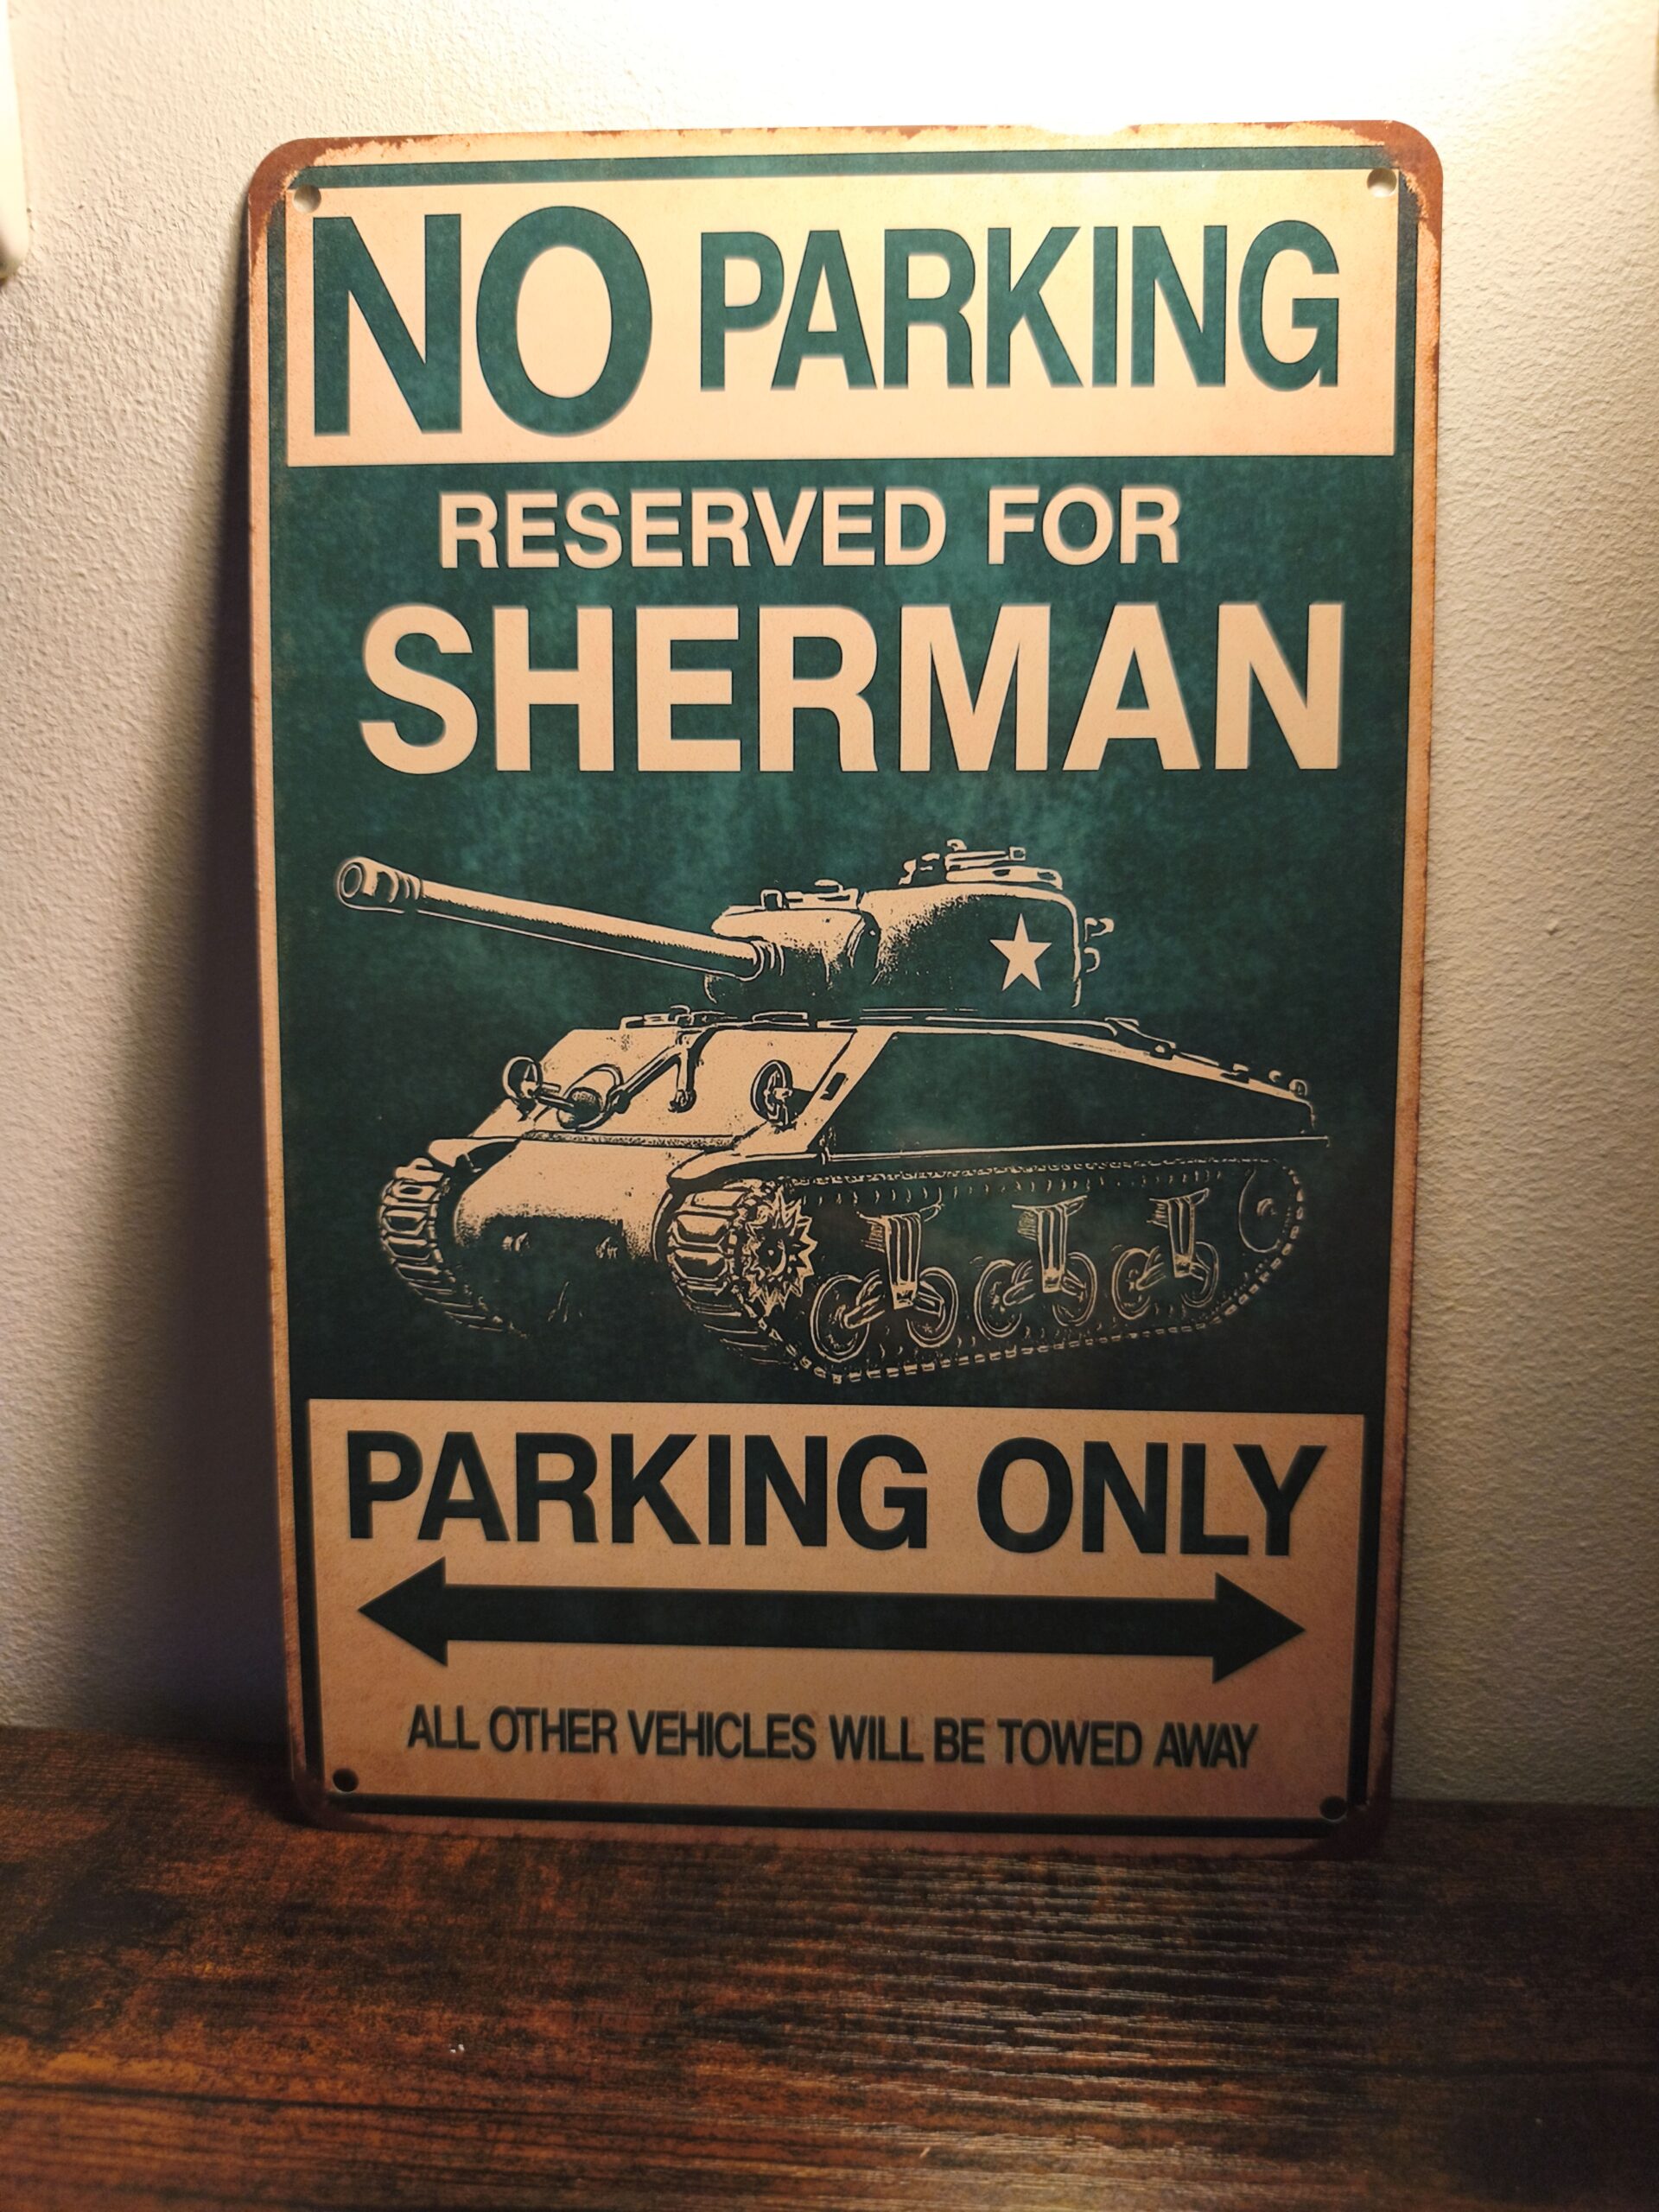 NO PARKING
RESERVED FOR
SHERMAN
PARKING ONLY
ALL OTHER VEHICLES WILL BE TOWED AWAY